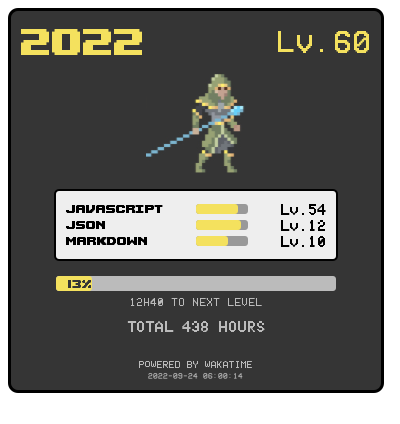 2022 Lv.60
JAVASCRIPT Lv.54
JSON Lv.12
MARKDOWN Lv.10
13%
12H40 TO NEXT LEVEL
TOTAL 438 HOURS
POWERED BY WAKATIME
2022-09-24 06:00:14